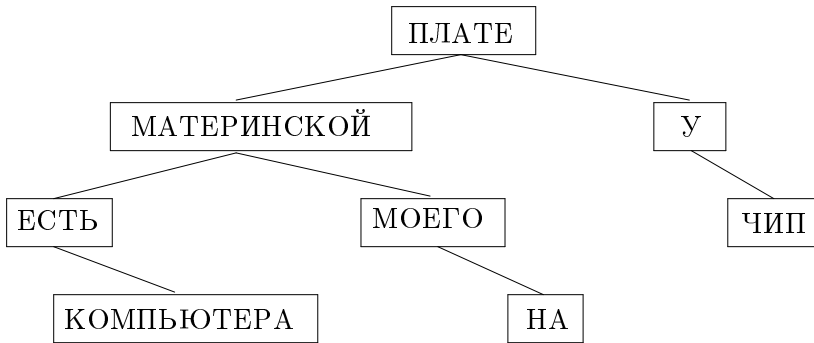 ПЛАТЕ
МАТЕРИНСКОЙ У
ЕСТЬ МОЕГО ЧИП
КОМПЬЮТЕРА НА